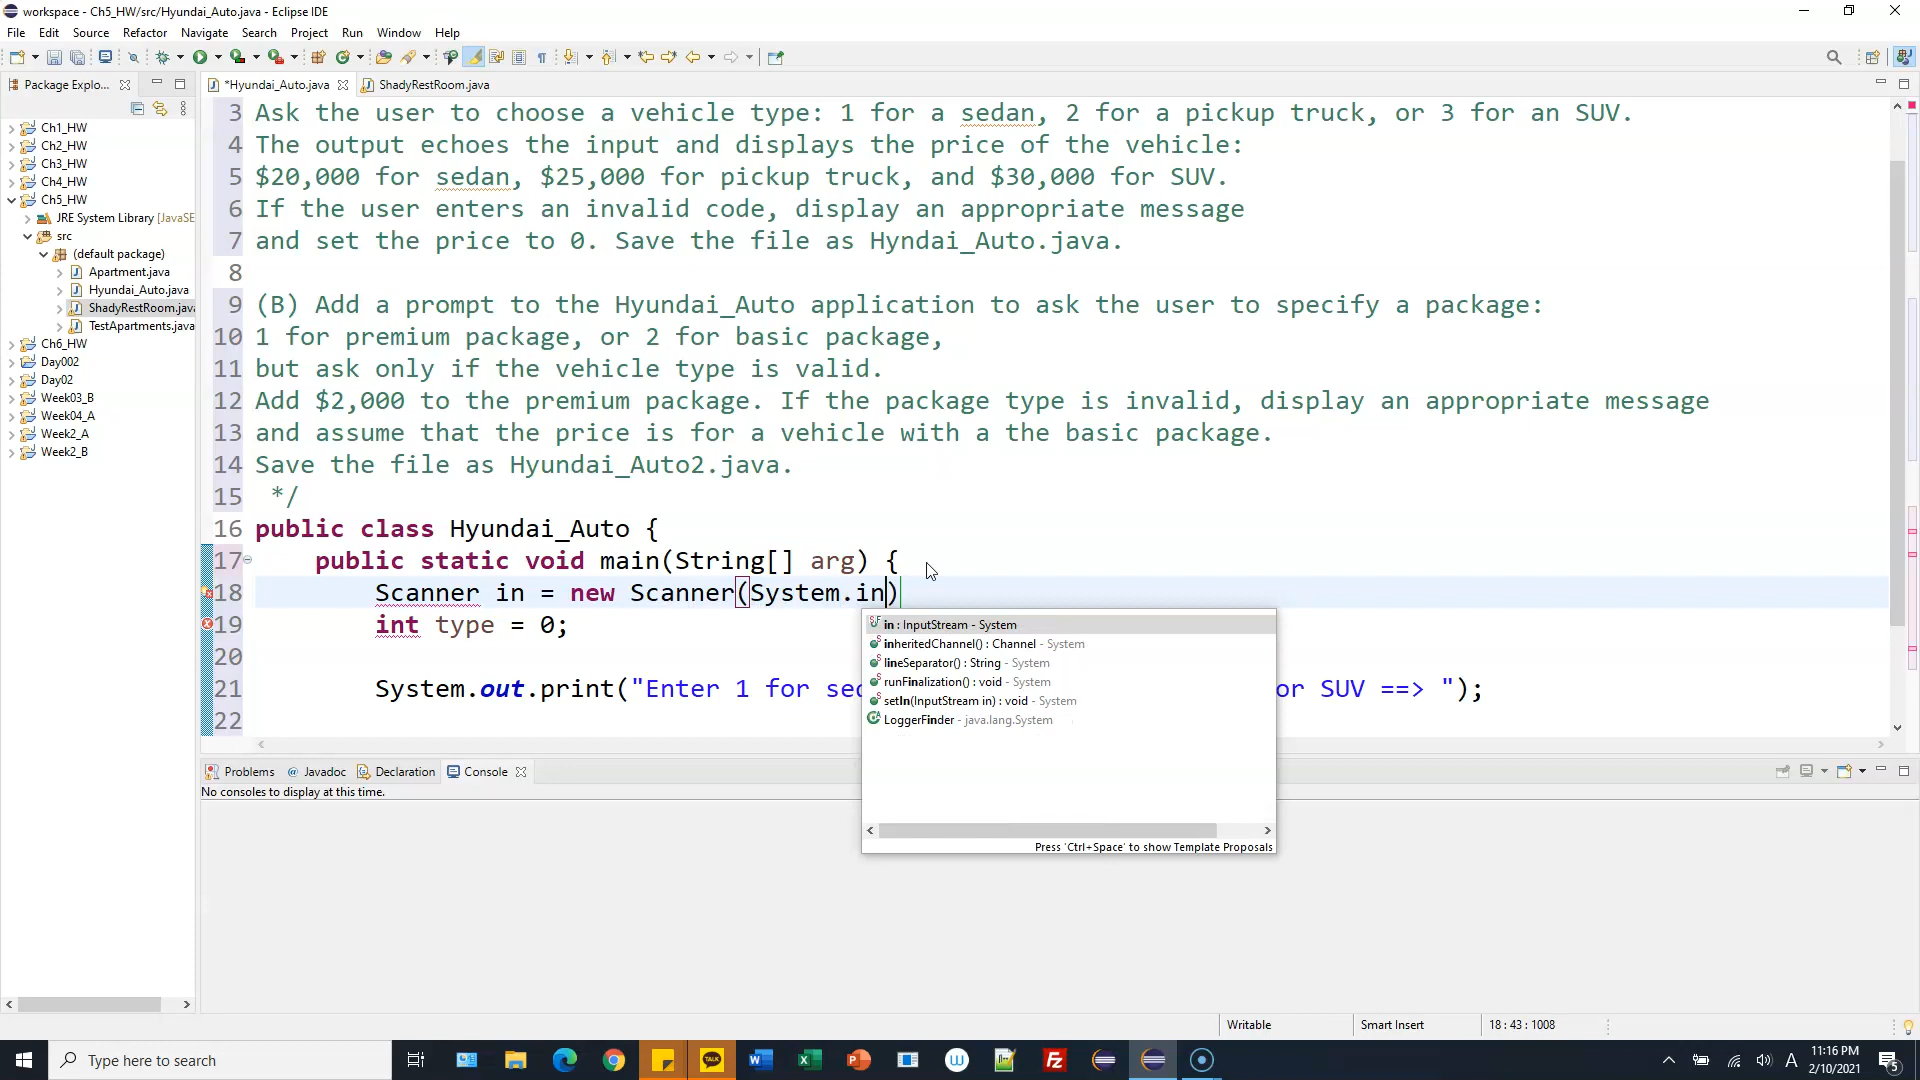 workspace - Ch5_HW/src/Hyundai_Auto.java - Eclipse IDE
File Edit Source Refactor Navigate Search Project Run Window Help
Package Explo...
*Hyundai_Auto.java
ShadyRestRoom.java
Ch1_HW
Ch2_HW
Ch3_HW
Ch4_HW
Ch5_HW
JRE System Library [JavaSE
src
(default package)
Apartment.java
Hyundai_Auto.java
ShadyRestRoom.java
TestApartments.java
Ch6_HW
Day002
Day02
Week03_B
Week04_A
Week2_A
Week2_B
3 Ask the user to choose a vehicle type: 1 for a sedan, 2 for a pickup truck, or 3 for an SUV.
4 The output echoes the input and displays the price of the vehicle:
5 $20,000 for sedan, $25,000 for pickup truck, and $30,000 for SUV.
6 If the user enters an invalid code, display an appropriate message
7 and set the price to 0. Save the file as Hyndai_Auto.java.
8
9 (B) Add a prompt to the Hyundai_Auto application to ask the user to specify a package:
10 1 for premium package, or 2 for basic package,
11 but ask only if the vehicle type is valid.
12 Add $2,000 to the premium package. If the package type is invalid, display an appropriate message
13 and assume that the price is for a vehicle with a the basic package.
14 Save the file as Hyundai_Auto2.java.
15 */
16 public class Hyundai_Auto {
17 public static void main(String[] arg) {
18 Scanner in = new Scanner(System.in)
19 int type = 0;
20
21 System.out.print("Enter 1 for sed or SUV ==> ");
22
in : InputStream - System
inheritedChannel() : Channel - System
lineSeparator() : String - System
runFinalization() : void - System
setIn(InputStream in) : void - System
LoggerFinder - java.lang.System
Press 'Ctrl+Space' to show Template Proposals
Problems @ Javadoc Declaration Console
No consoles to display at this time.
Writable Smart Insert 18 : 43 : 1008
Type here to search
TALK
A
11:16 PM
2/10/2021
5